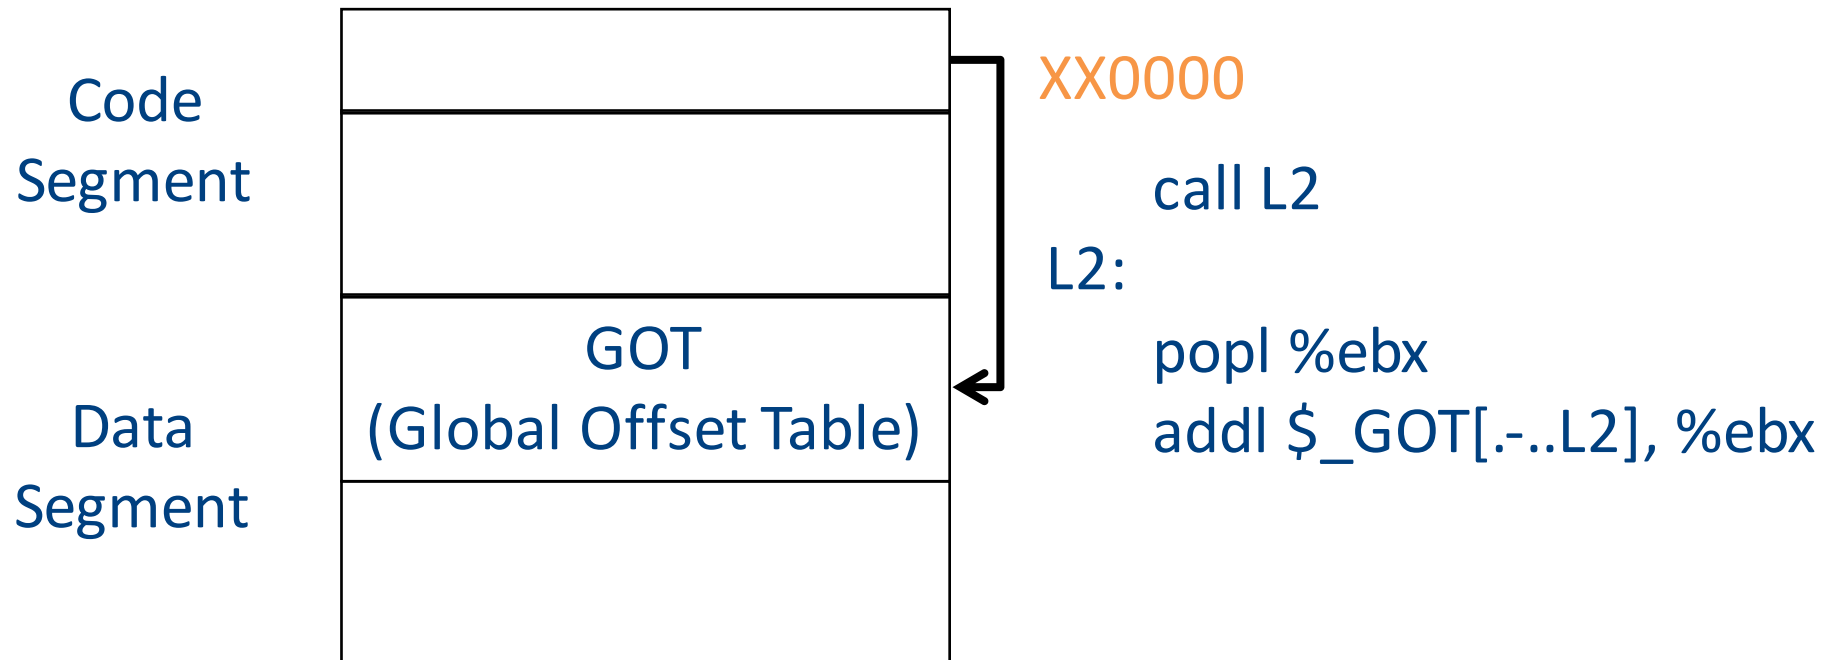 Code
Segment
XX0000
call L2
L2:
GOT
(Global Offset Table)
popl %ebx
addl $_GOT[.-..L2], %ebx
Data
Segment